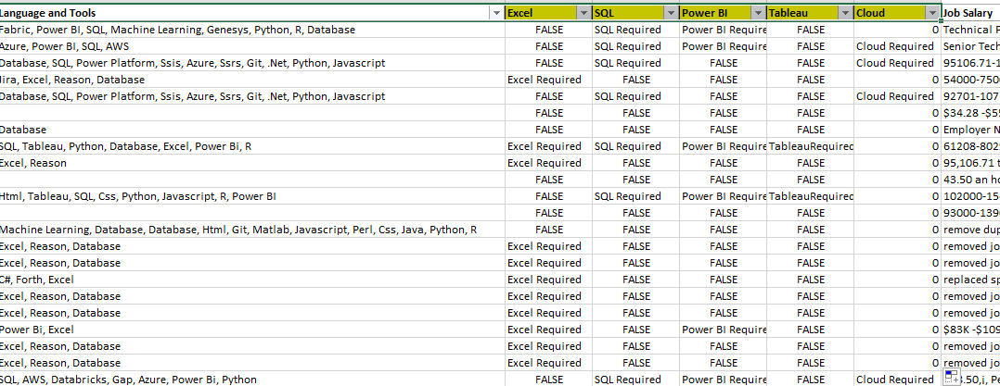 Language and Tools Excel SQL Power BI Tableau Cloud Job Salary
Fabric, Power BI, SQL, Machine Learning, Genesys, Python, R, Database FALSE SQL Required Power BI Require FALSE 0 Technical
Azure, Power BI, SQL, AWS FALSE SQL Required Power BI Require FALSE Cloud Required Senior Tech
Database, SQL, Power Platform, Ssis, Azure, Ssrs, Git, .Net, Python, Javascript FALSE SQL Required FALSE FALSE Cloud Required 95106.71-1
Jira, Excel, Reason, Database Excel Required FALSE FALSE FALSE 0 54000-750
Database, SQL, Power Platform, Ssis, Azure, Ssrs, Git, .Net, Python, Javascript FALSE SQL Required FALSE FALSE Cloud Required 92701-107
FALSE FALSE FALSE FALSE 0 $34.28 -$5
Database FALSE FALSE FALSE FALSE 0 Employer N
SQL, Tableau, Python, Database, Excel, Power Bi, R Excel Required SQL Required Power BI Require TableauRequired 0 61208-802
Excel, Reason Excel Required FALSE FALSE FALSE 0 95,106.71 t
FALSE FALSE FALSE FALSE 0 43.50 an ho
Html, Tableau, SQL, Css, Python, Javascript, R, Power BI FALSE SQL Required Power BI Require TableauRequired 0 102000-15
FALSE FALSE FALSE FALSE 0 93000-139
Machine Learning, Database, Database, Html, Git, Matlab, Javascript, Perl, Css, Java, Python, R FALSE FALSE FALSE FALSE 0 remove dup
Excel, Reason, Database Excel Required FALSE FALSE FALSE 0 removed jo
Excel, Reason, Database Excel Required FALSE FALSE FALSE 0 removed jo
C#, Forth, Excel Excel Required FALSE FALSE FALSE 0 replaced sp
Excel, Reason, Database Excel Required FALSE FALSE FALSE 0 removed jo
Excel, Reason, Database Excel Required FALSE FALSE FALSE 0 removed jo
Power Bi, Excel Excel Required FALSE Power BI Require FALSE 0 $83K -$109
Excel, Reason, Database Excel Required FALSE FALSE FALSE 0 removed jo
Excel, Reason, Database Excel Required FALSE FALSE FALSE 0 removed jo
SQL, AWS, Databricks, Gap, Azure, Power Bi, Python FALSE SQL Required Power BI Require FALSE Cloud Required .50,j, Pe